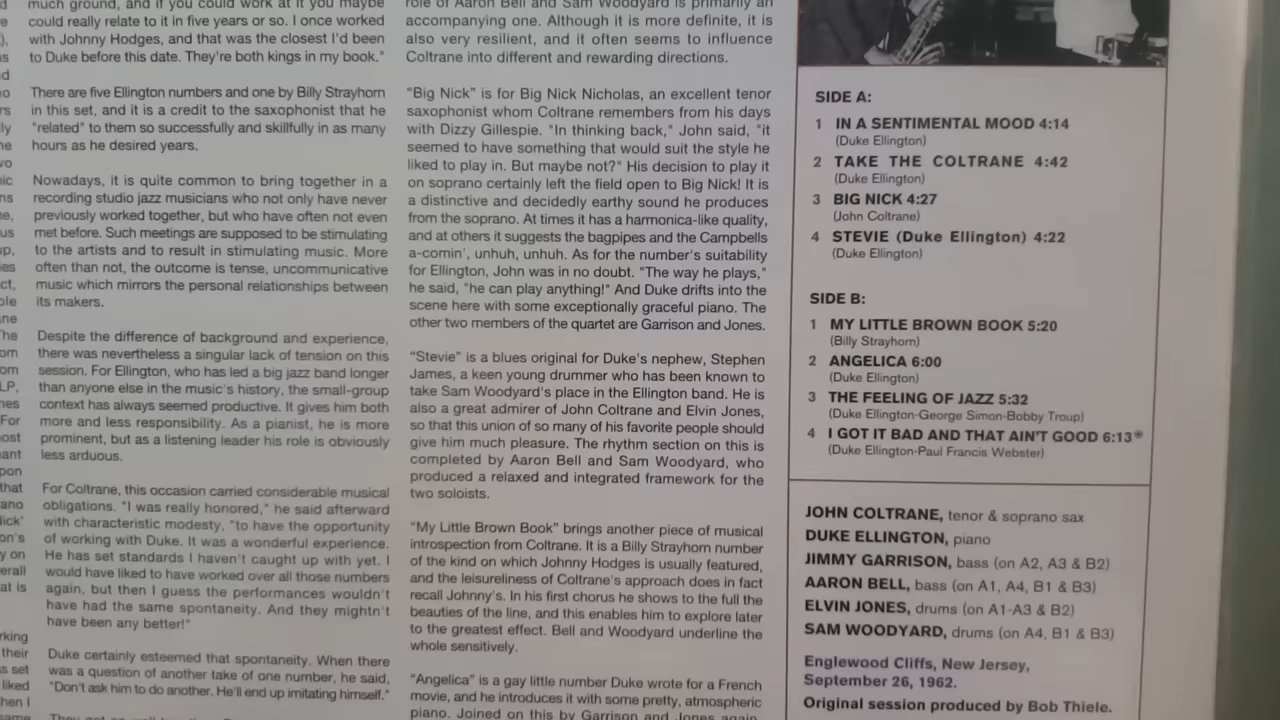 much ground, and if you could work at it you maybe
could really relate to it in five years or so. I once worked
with Johnny Hodges, and that was the closest I'd been
to Duke before this date. They're both kings in my book."
There are five Ellington numbers and one by Billy Strayhorn
in this set, and it is a credit to the saxophonist that he
"related" to them so successfully and skillfully in as many
hours as he desired years.
Nowadays, it is quite common to bring together in a
recording studio jazz musicians who not only have never
previously worked together, but who have often not even
met before. Such meetings are supposed to be stimulating
to the artists and to result in stimulating music. More
often than not, the outcome is tense, uncommunicative
music which mirrors the personal relationships between
its makers.
Despite the difference of background and experience,
there was nevertheless a singular lack of tension on this
session. For Ellington, who has led a big jazz band longer
than anyone else in the music's history, the small-group
context has always seemed productive. It gives him both
more and less responsibility. As a pianist, he is more
prominent, but as a listening leader his role is obviously
less arduous.
For Coltrane, this occasion carried considerable musical
obligations. "I was really honored," he said afterward
with characteristic modesty, "to have the opportunity
of working with Duke. It was a wonderful experience.
He has set standards I haven't caught up with yet. I
would have liked to have worked over all those numbers
again, but then I guess the performances wouldn't
have had the same spontaneity. And they mightn't
have been any better!"
Duke certainly esteemed that spontaneity. When there
was a question of another take of one number, he said,
"Don't ask him to do another. He'll end up imitating himself."
role of Aaron Bell and Sam Woodyard is primarily an
accompanying one. Although it is more definite, it is
also very resilient, and it often seems to influence
Coltrane into different and rewarding directions.
"Big Nick" is for Big Nick Nicholas, an excellent tenor
saxophonist whom Coltrane remembers from his days
with Dizzy Gillespie. "In thinking back," John said, "it
seemed to have something that would suit the style he
liked to play in. But maybe not?" His decision to play it
on soprano certainly left the field open to Big Nick! It is
a distinctive and decidedly earthy sound he produces
from the soprano. At times it has a harmonica-like quality,
and at others it suggests the bagpipes and the Campbells
a-comin', unhuh, unhuh. As for the number's suitability
for Ellington, John was in no doubt. "The way he plays,"
he said, "he can play anything!" And Duke drifts into the
scene here with some exceptionally graceful piano. The
other two members of the quartet are Garrison and Jones.
"Stevie" is a blues original for Duke's nephew, Stephen
James, a keen young drummer who has been known to
take Sam Woodyard's place in the Ellington band. He is
also a great admirer of John Coltrane and Elvin Jones,
so that this union of so many of his favorite people should
give him much pleasure. The rhythm section on this is
completed by Aaron Bell and Sam Woodyard, who
produced a relaxed and integrated framework for the
two soloists.
"My Little Brown Book" brings another piece of musical
introspection from Coltrane. It is a Billy Strayhorn number
of the kind on which Johnny Hodges is usually featured,
and the leisureliness of Coltrane's approach does in fact
recall Johnny's. In his first chorus he shows to the full the
beauties of the line, and this enables him to explore later
to the greatest effect. Bell and Woodyard underline the
whole sensitively.
"Angelica" is a gay little number Duke wrote for a French
movie, and he introduces it with some pretty, atmospheric
piano. Joined on this by Garrison and Jones again,
SIDE A:
1 IN A SENTIMENTAL MOOD 4:14
(Duke Ellington)
2 TAKE THE COLTRANE 4:42
(Duke Ellington)
3 BIG NICK 4:27
(John Coltrane)
4 STEVIE (Duke Ellington) 4:22
(Duke Ellington)
SIDE B:
1 MY LITTLE BROWN BOOK 5:20
(Billy Strayhorn)
2 ANGELICA 6:00
(Duke Ellington)
3 THE FEELING OF JAZZ 5:32
(Duke Ellington-George Simon-Bobby Troup)
4 I GOT IT BAD AND THAT AIN'T GOOD 6:13
(Duke Ellington-Paul Francis Webster)
JOHN COLTRANE, tenor & soprano sax
DUKE ELLINGTON, piano
JIMMY GARRISON, bass (on A2, A3 & B2)
AARON BELL, bass (on A1, A4, B1 & B3)
ELVIN JONES, drums (on A1-A3 & B2)
SAM WOODYARD, drums (on A4, B1 & B3)
Englewood Cliffs, New Jersey,
September 26, 1962.
Original session produced by Bob Thiele.